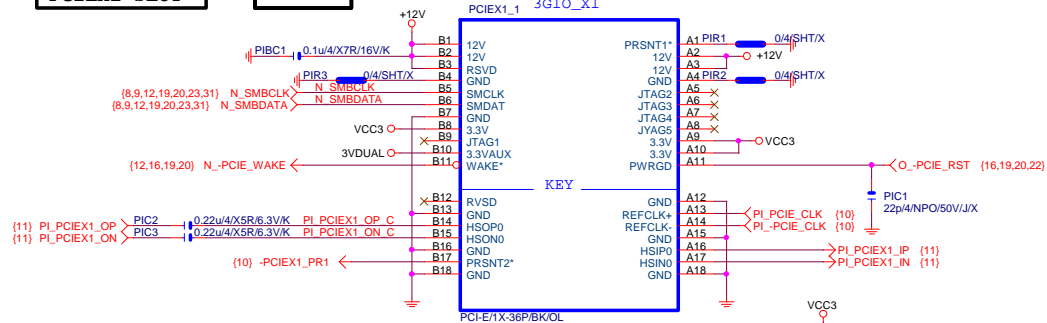 3GIO_X1
PCIEX1_1
+12V
B1 12V PRSNT1* A1 PIR1 0/4/SHT/X
PIBC1 0.1u/4/X7R/16V/K B2 12V 12V A2 +12V
B3 RSVD 12V A3
PIR3 0/4/SHT/X B4 GND GND A4 PIR2 0/4/SHT/X
{8,9,12,19,20,23,31} N_SMBCLK N_SMBCLK B5 SMCLK JTAG2 A5
{8,9,12,19,20,23,31} N_SMBDATA N_SMBDATA B6 SMDAT JTAG3 A6
B7 GND JTAG4 A7
VCC3 B8 3.3V JYAG5 A8
B9 JTAG1 3.3V A9 VCC3
3VDUAL B10 3.3VAUX 3.3V A10
{12,16,19,20} N_-PCIE_WAKE B11 WAKE* PWRGD A11 O_-PCIE_RST {16,19,20,22}
KEY
PIC1
22p/4/NPO/50V/J/X
B12 RVSD GND A12
B13 GND REFCLK+ A13 PI_PCIE_CLK {10}
{11} PI_PCIEX1_OP PIC2 0.22u/4/X5R/6.3V/K PI_PCIEX1_OP_C B14 HSOP0 REFCLK- A14 PI_-PCIE_CLK {10}
{11} PI_PCIEX1_ON PIC3 0.22u/4/X5R/6.3V/K PI_PCIEX1_ON_C B15 HSON0 GND A15
B16 GND HSIP0 A16 PI_PCIEX1_IP {11}
{10} -PCIEX1_PR1 B17 PRSNT2* HSIN0 A17 PI_PCIEX1_IN {11}
B18 GND GND A18
VCC3
PCI-E/1X-36P/BK/OL